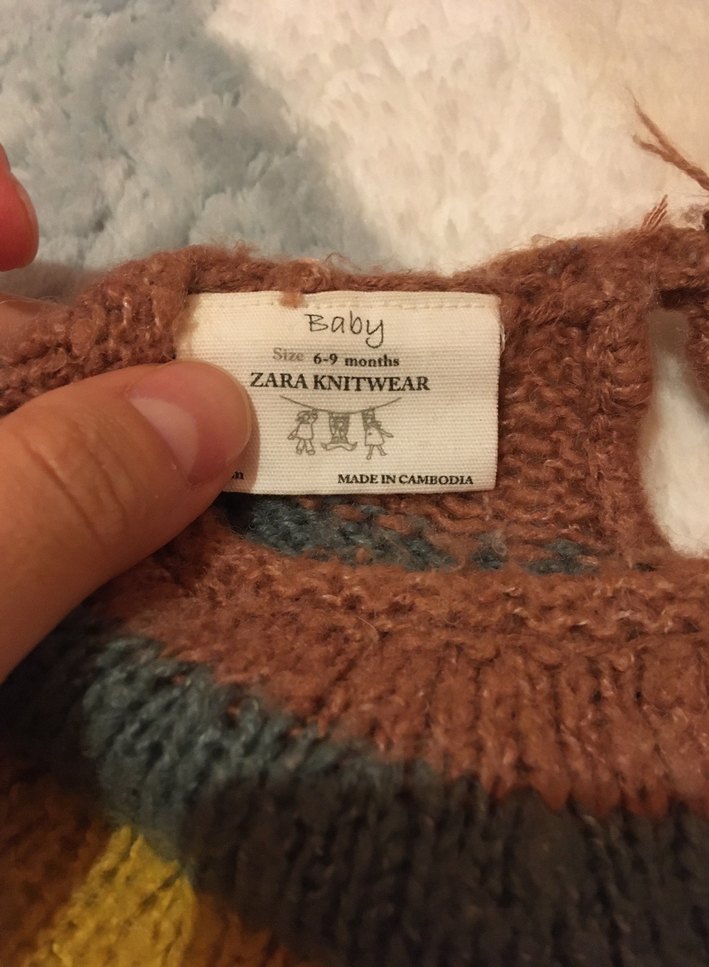 Baby
Size 6-9 months
ZARA KNITWEAR
MADE IN CAMBODIA